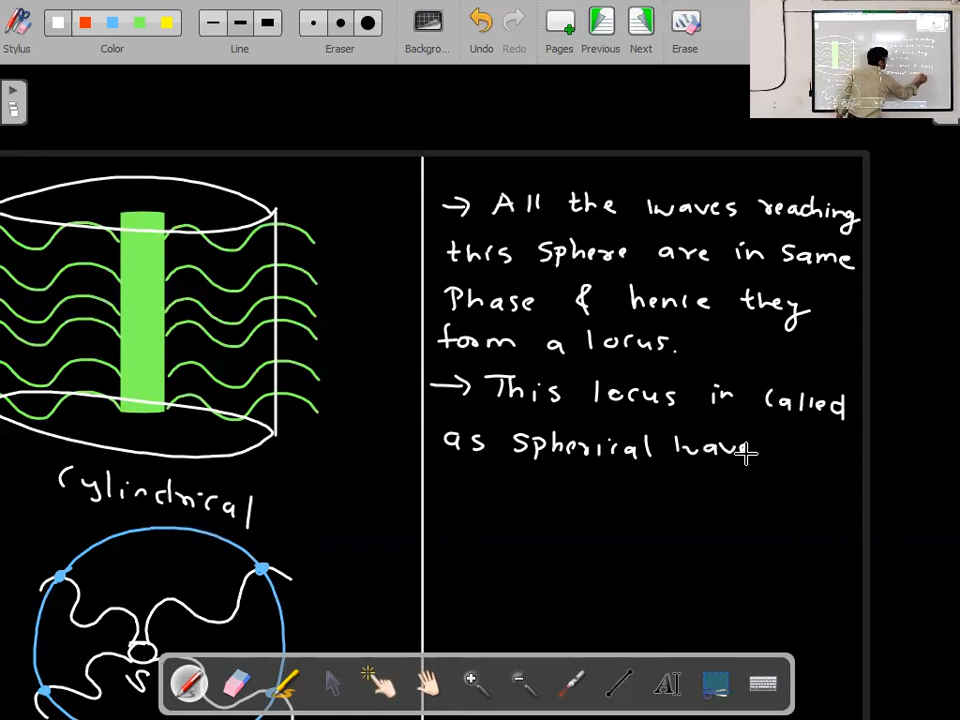 Stylus
Color
Line
Eraser
Backgro...
Undo
Redo
Pages
Previous
Next
Erase
→ All the waves reaching
this sphere are in same
Phase & hence they
form a locus.
→ This locus in called
as spherical wave
Cylindrical
S
AI